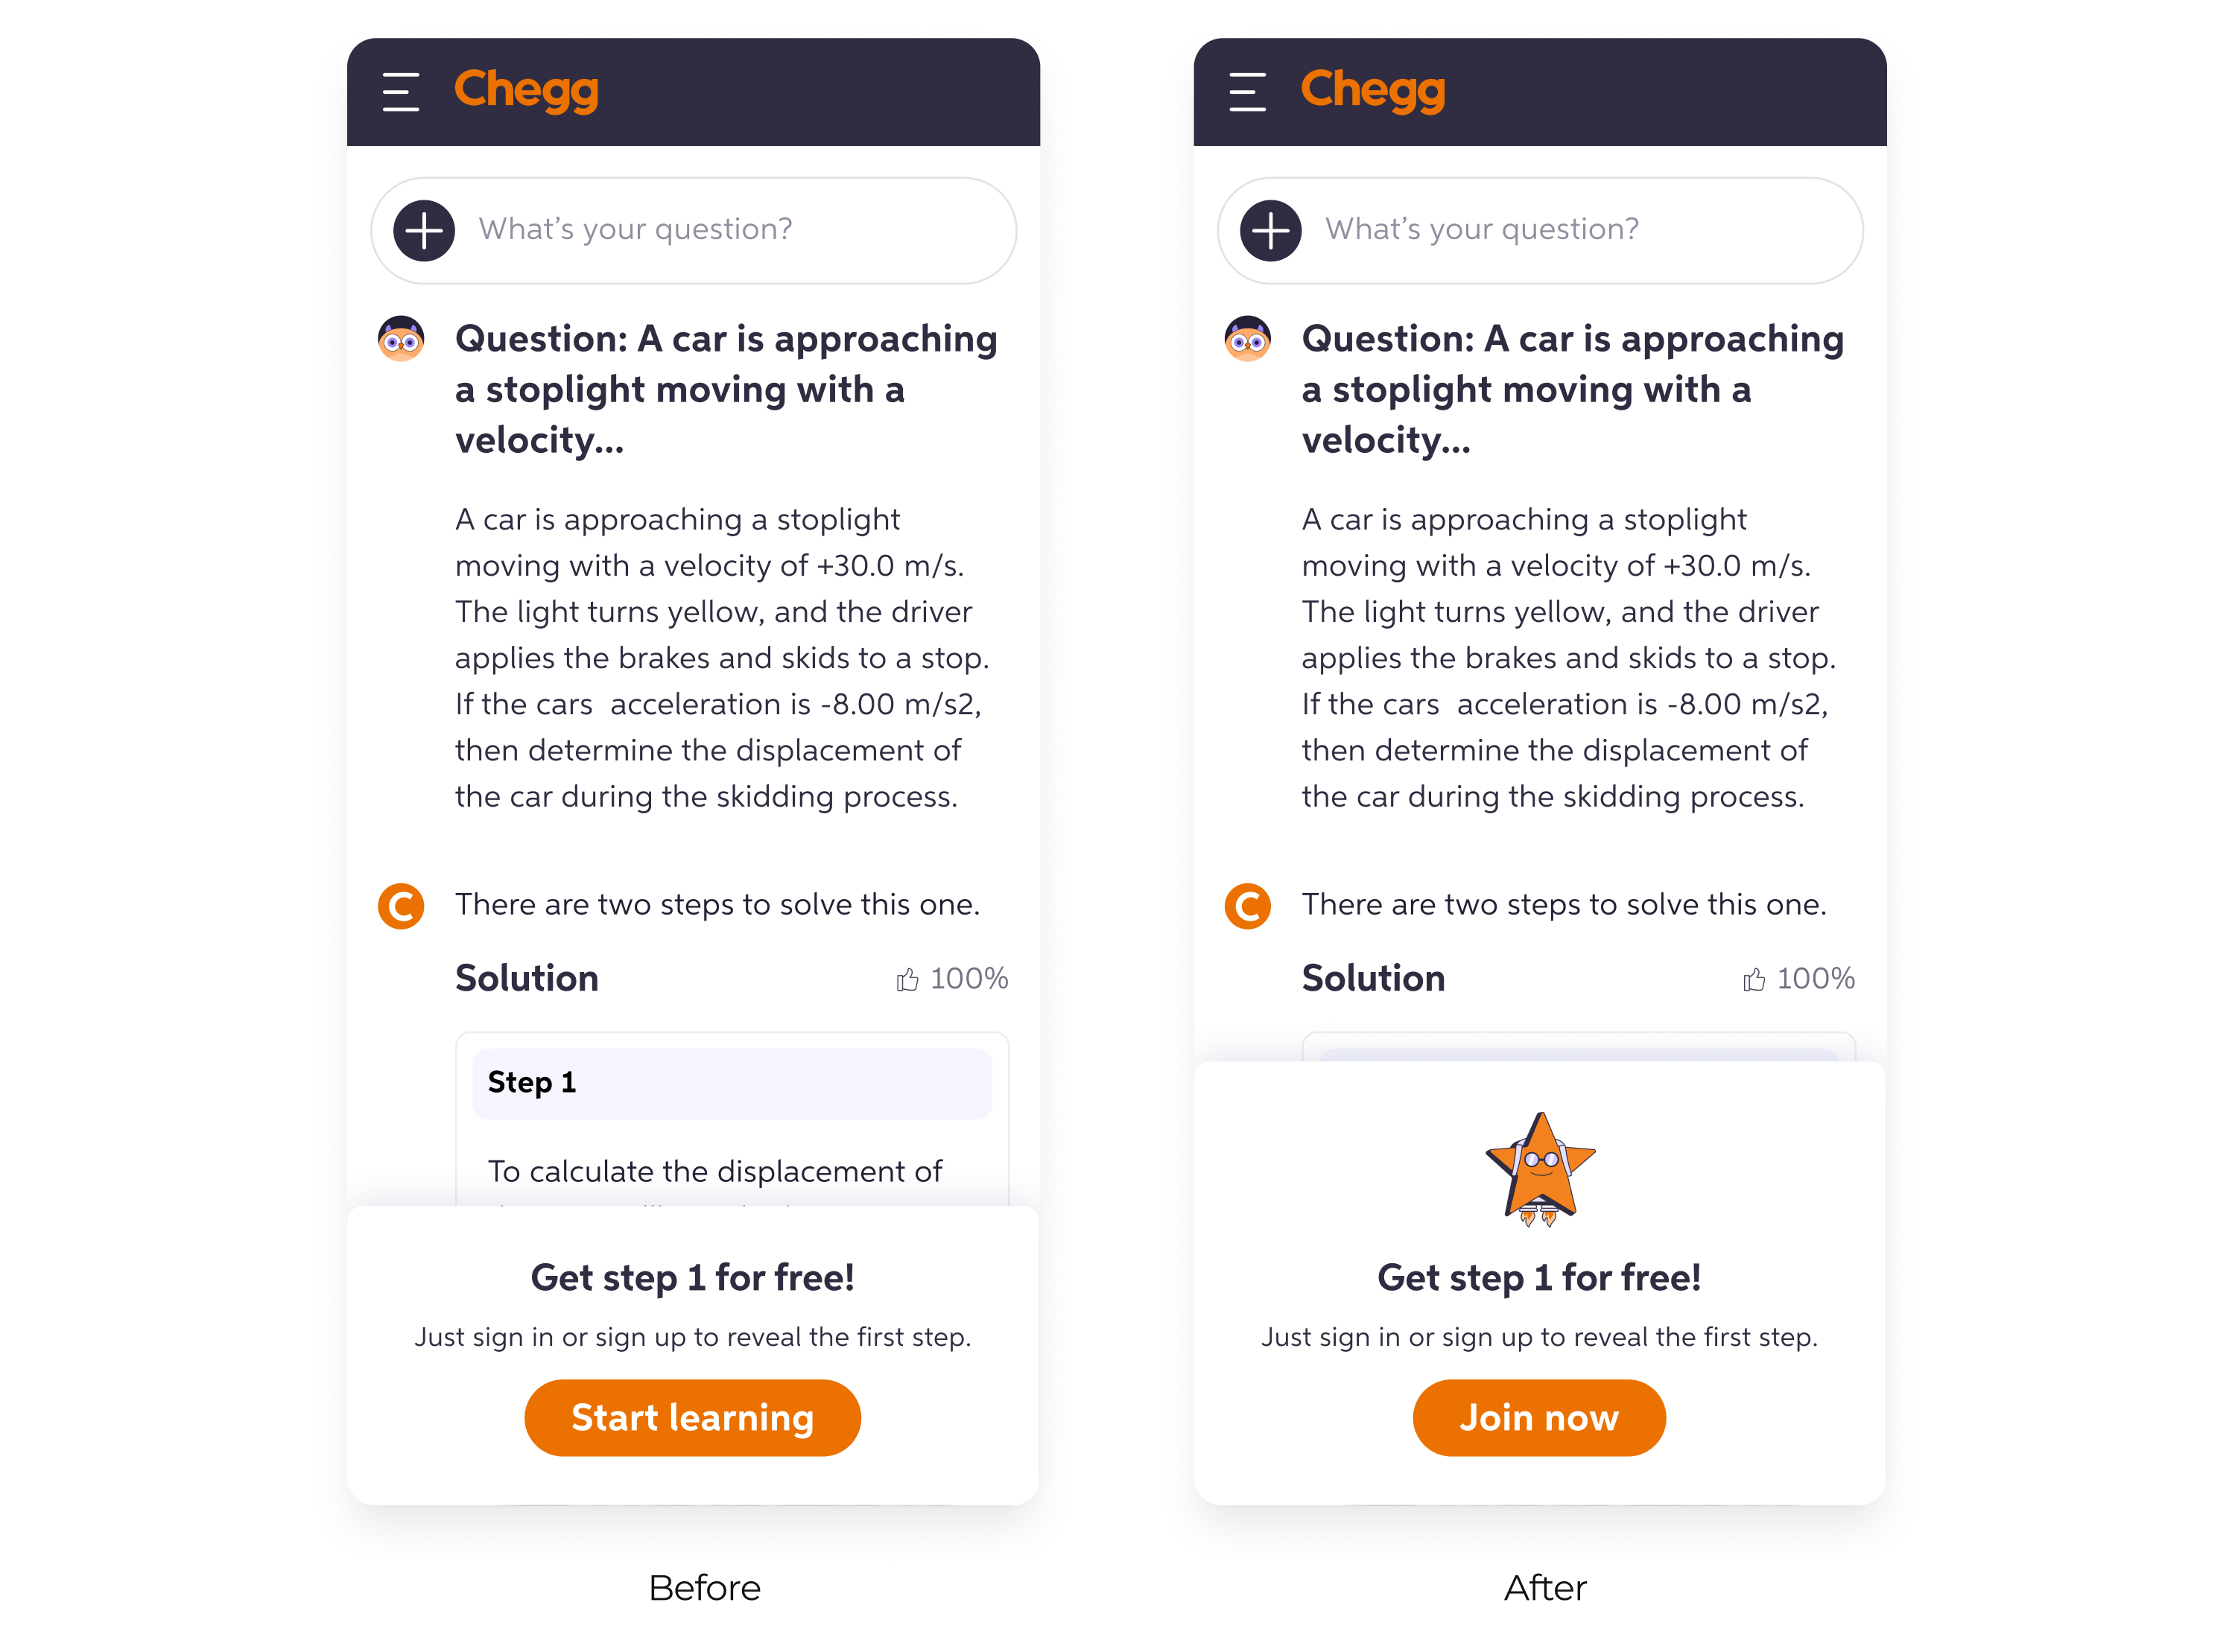 Chegg
What's your question?
Question: A car is approaching
a stoplight moving with a
velocity...
A car is approaching a stoplight
moving with a velocity of +30.0 m/s.
The light turns yellow, and the driver
applies the brakes and skids to a stop.
If the cars  acceleration is -8.00 m/s2,
then determine the displacement of
the car during the skidding process.
C
There are two steps to solve this one.
Solution
100%
Step 1
To calculate the displacement of
Get step 1 for free!
Just sign in or sign up to reveal the first step.
Start learning
Before
Chegg
What's your question?
Question: A car is approaching
a stoplight moving with a
velocity...
A car is approaching a stoplight
moving with a velocity of +30.0 m/s.
The light turns yellow, and the driver
applies the brakes and skids to a stop.
If the cars  acceleration is -8.00 m/s2,
then determine the displacement of
the car during the skidding process.
C
There are two steps to solve this one.
Solution
100%
Get step 1 for free!
Just sign in or sign up to reveal the first step.
Join now
After